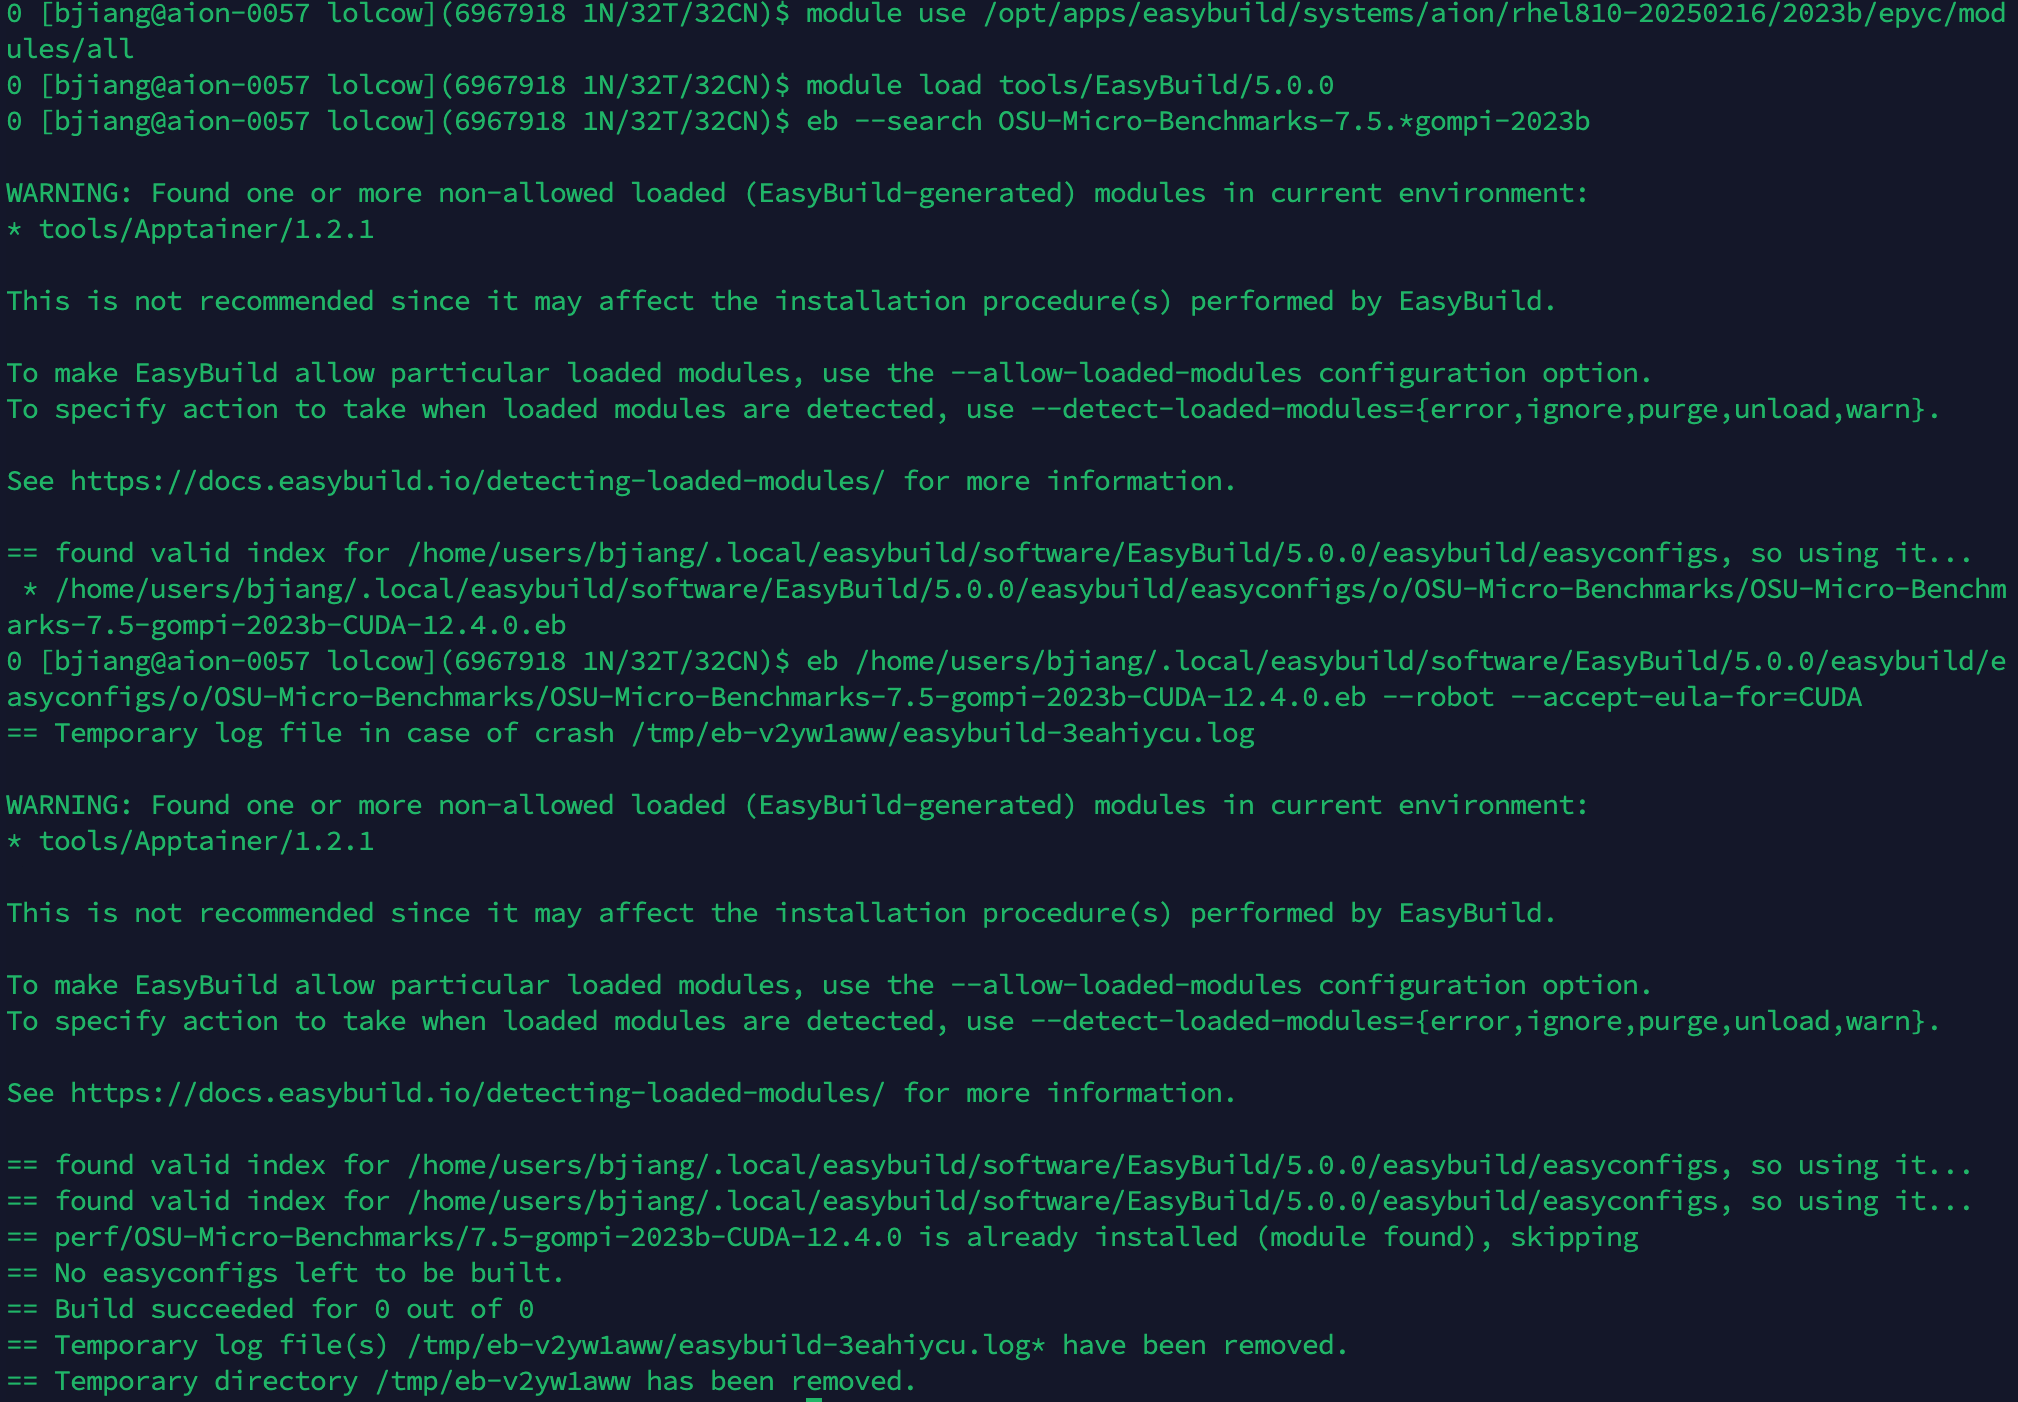 0 [bjiang@aion-0057 lolcow](6967918 1N/32T/32CN)$ module use /opt/apps/easybuild/systems/aion/rhel810-20250216/2023b/epyc/mod
ules/all
0 [bjiang@aion-0057 lolcow](6967918 1N/32T/32CN)$ module load tools/EasyBuild/5.0.0
0 [bjiang@aion-0057 lolcow](6967918 1N/32T/32CN)$ eb --search OSU-Micro-Benchmarks-7.5.*gompi-2023b
WARNING: Found one or more non-allowed loaded (EasyBuild-generated) modules in current environment:
* tools/Apptainer/1.2.1
This is not recommended since it may affect the installation procedure(s) performed by EasyBuild.
To make EasyBuild allow particular loaded modules, use the --allow-loaded-modules configuration option.
To specify action to take when loaded modules are detected, use --detect-loaded-modules={error,ignore,purge,unload,warn}.
See https://docs.easybuild.io/detecting-loaded-modules/ for more information.
== found valid index for /home/users/bjiang/.local/easybuild/software/EasyBuild/5.0.0/easybuild/easyconfigs, so using it...
 * /home/users/bjiang/.local/easybuild/software/EasyBuild/5.0.0/easybuild/easyconfigs/o/OSU-Micro-Benchmarks/OSU-Micro-Benchm
arks-7.5-gompi-2023b-CUDA-12.4.0.eb
0 [bjiang@aion-0057 lolcow](6967918 1N/32T/32CN)$ eb /home/users/bjiang/.local/easybuild/software/EasyBuild/5.0.0/easybuild/e
asyconfigs/o/OSU-Micro-Benchmarks/OSU-Micro-Benchmarks-7.5-gompi-2023b-CUDA-12.4.0.eb --robot --accept-eula-for=CUDA
== Temporary log file in case of crash /tmp/eb-v2yw1aww/easybuild-3eahiycu.log
WARNING: Found one or more non-allowed loaded (EasyBuild-generated) modules in current environment:
* tools/Apptainer/1.2.1
This is not recommended since it may affect the installation procedure(s) performed by EasyBuild.
To make EasyBuild allow particular loaded modules, use the --allow-loaded-modules configuration option.
To specify action to take when loaded modules are detected, use --detect-loaded-modules={error,ignore,purge,unload,warn}.
See https://docs.easybuild.io/detecting-loaded-modules/ for more information.
== found valid index for /home/users/bjiang/.local/easybuild/software/EasyBuild/5.0.0/easybuild/easyconfigs, so using it...
== found valid index for /home/users/bjiang/.local/easybuild/software/EasyBuild/5.0.0/easybuild/easyconfigs, so using it...
== perf/OSU-Micro-Benchmarks/7.5-gompi-2023b-CUDA-12.4.0 is already installed (module found), skipping
== No easyconfigs left to be built.
== Build succeeded for 0 out of 0
== Temporary log file(s) /tmp/eb-v2yw1aww/easybuild-3eahiycu.log* have been removed.
== Temporary directory /tmp/eb-v2yw1aww has been removed.